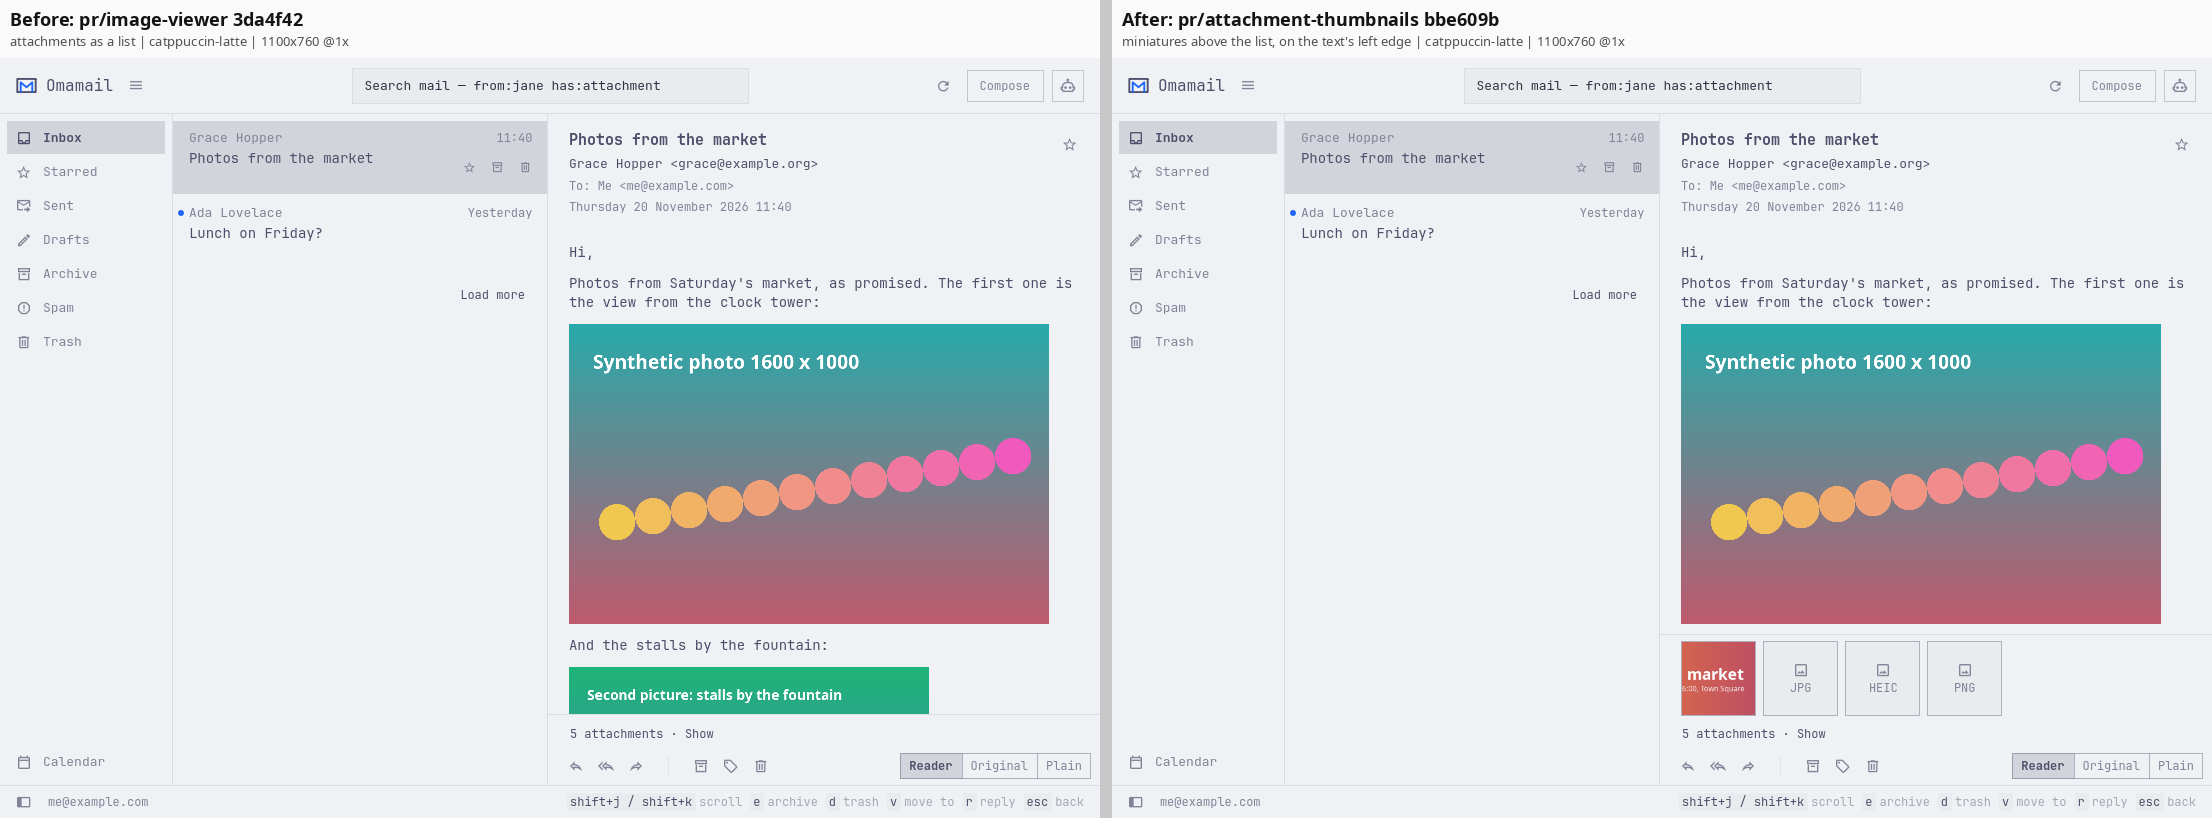 Before: pr/image-viewer 3da4f42
attachments as a list | catppuccin-latte | 1100x760 @1x
Omamail
Search mail — from:jane has:attachment
Compose
Inbox
Starred
Sent
Drafts
Archive
Spam
Trash
Calendar
Grace Hopper 11:40
Photos from the market
Ada Lovelace Yesterday
Lunch on Friday?
Load more
Photos from the market
Grace Hopper <grace@example.org>
To: Me <me@example.com>
Thursday 20 November 2026 11:40
Hi,
Photos from Saturday's market, as promised. The first one is
the view from the clock tower:
Synthetic photo 1600 x 1000
And the stalls by the fountain:
Second picture: stalls by the fountain
5 attachments · Show
Reader Original Plain
me@example.com
shift+j / shift+k scroll e archive d trash v move to r reply esc back
After: pr/attachment-thumbnails bbe609b
miniatures above the list, on the text's left edge | catppuccin-latte | 1100x760 @1x
Omamail
Search mail — from:jane has:attachment
Compose
Inbox
Starred
Sent
Drafts
Archive
Spam
Trash
Calendar
Grace Hopper 11:40
Photos from the market
Ada Lovelace Yesterday
Lunch on Friday?
Load more
Photos from the market
Grace Hopper <grace@example.org>
To: Me <me@example.com>
Thursday 20 November 2026 11:40
Hi,
Photos from Saturday's market, as promised. The first one is
the view from the clock tower:
Synthetic photo 1600 x 1000
market
6:00, Town Square
JPG
HEIC
PNG
5 attachments · Show
Reader Original Plain
me@example.com
shift+j / shift+k scroll e archive d trash v move to r reply esc back